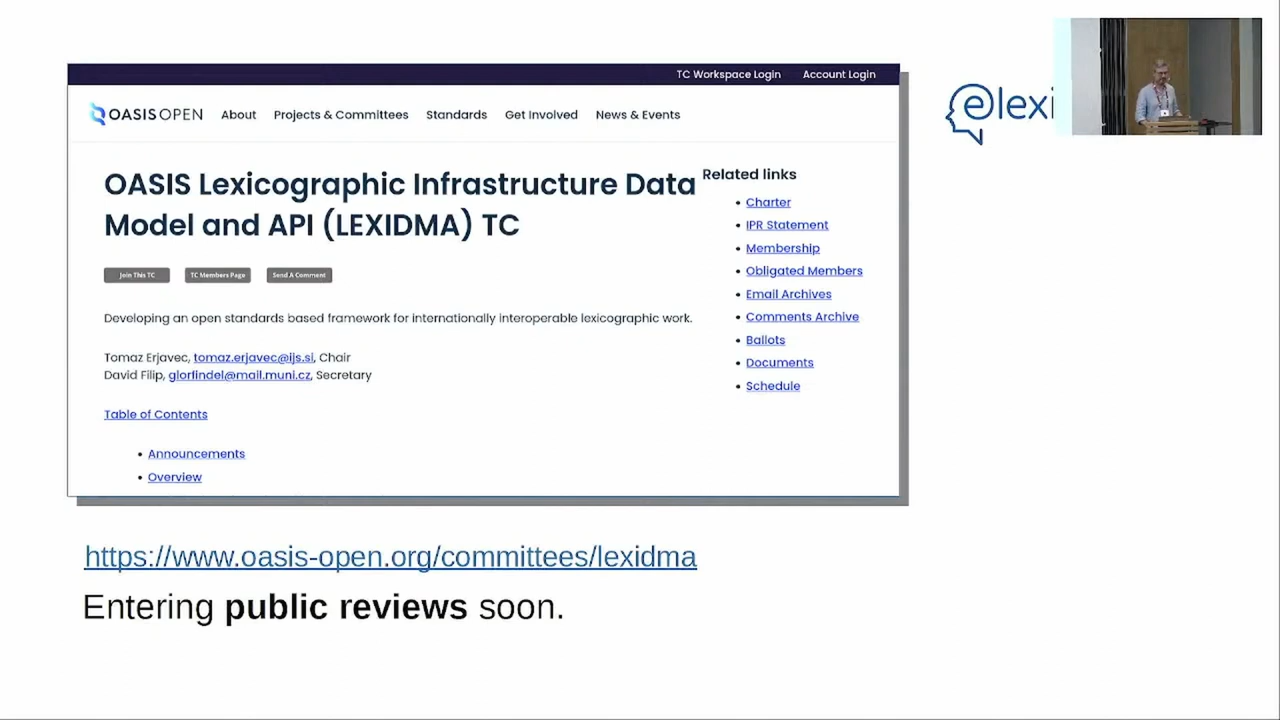 TC Workspace Login Account Login
OASIS OPEN About Projects & Committees Standards Get Involved News & Events
OASIS Lexicographic Infrastructure Data
Model and API (LEXIDMA) TC
Join This TC TC Members Page Send A Comment
Developing an open standards based framework for internationally interoperable lexicographic work.
Tomaz Erjavec, tomaz.erjavec@ijs.si, Chair
David Filip, glorfindel@mail.muni.cz, Secretary
Table of Contents
• Announcements
• Overview
Related links
• Charter
• IPR Statement
• Membership
• Obligated Members
• Email Archives
• Comments Archive
• Ballots
• Documents
• Schedule
elexi
https://www.oasis-open.org/committees/lexidma
Entering public reviews soon.